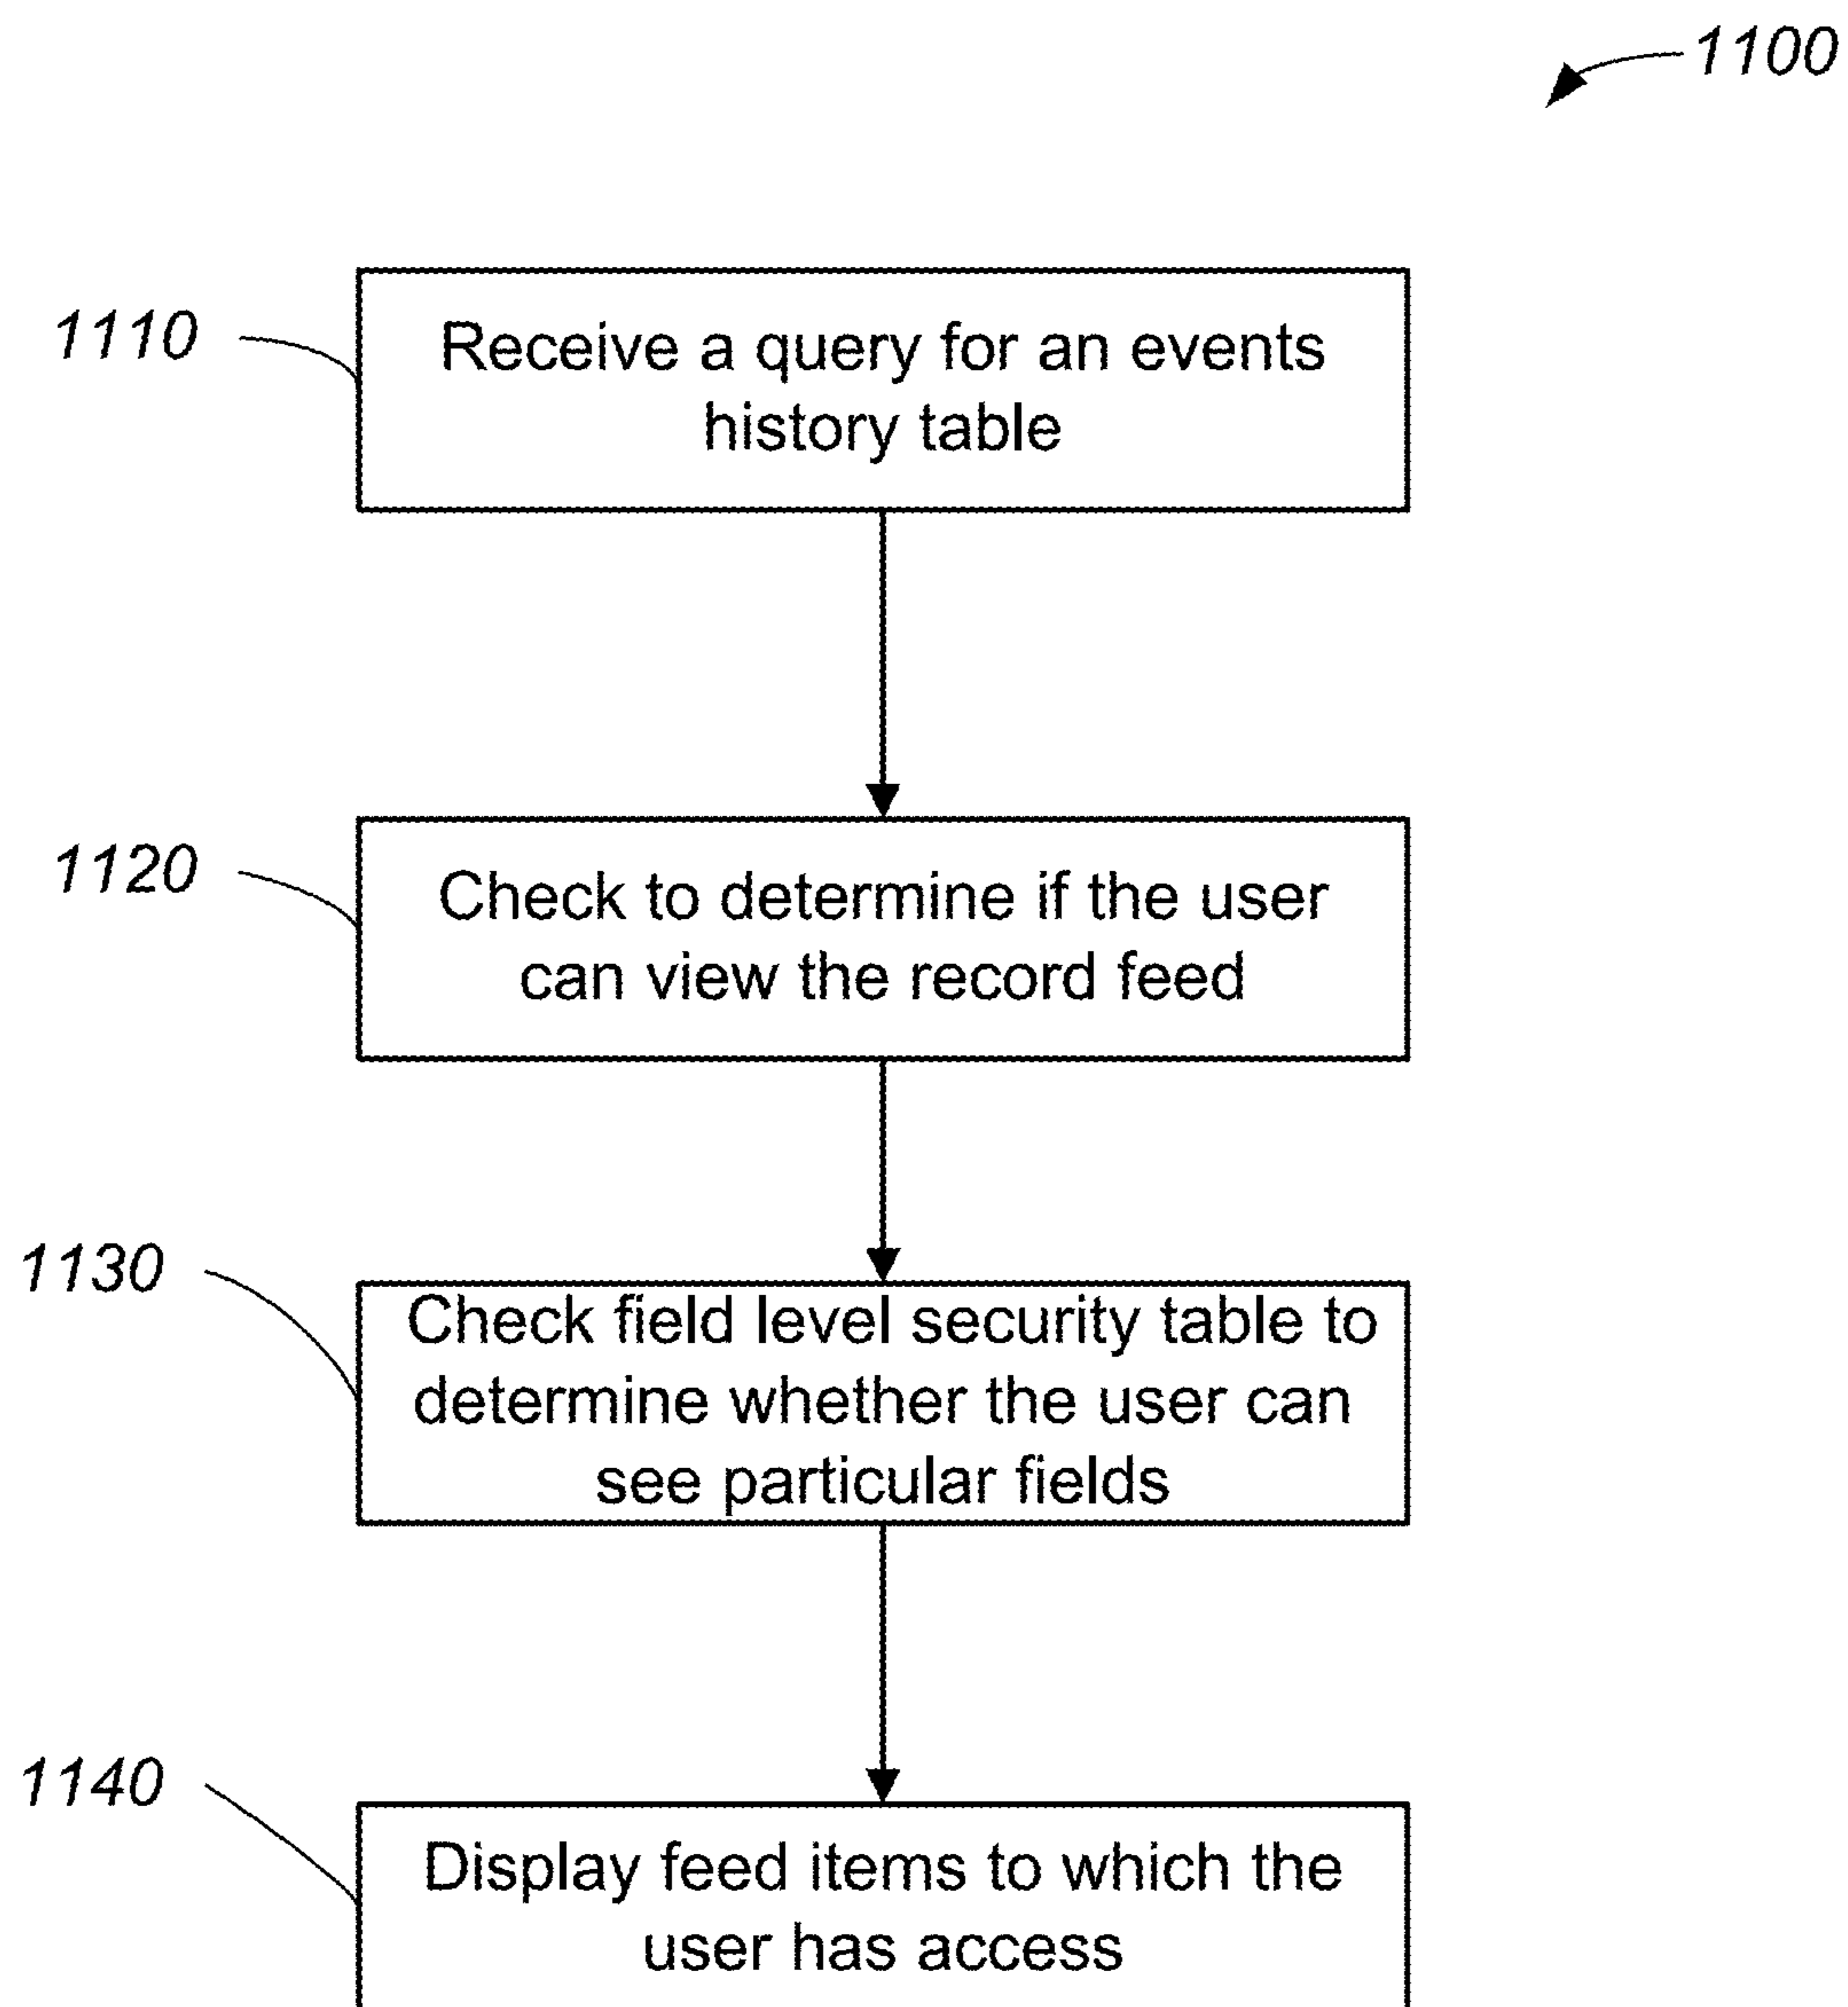 1100
1110
Receive a query for an events
history table
1120
Check to determine if the user
can view the record feed
1130
Check field level security table to
determine whether the user can
see particular fields
1140
Display feed items to which the
user has access